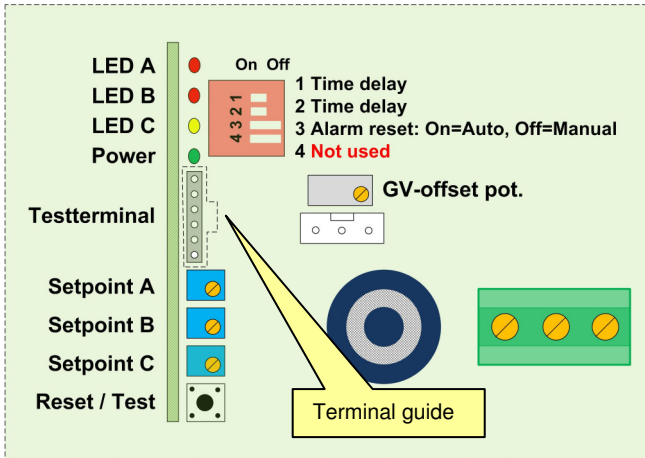 LED A
LED B
LED C
Power
On Off
4 3 2 1
1 Time delay
2 Time delay
3 Alarm reset: On=Auto, Off=Manual
4 Not used
Testterminal
GV-offset pot.
Setpoint A
Setpoint B
Setpoint C
Reset / Test
Terminal guide